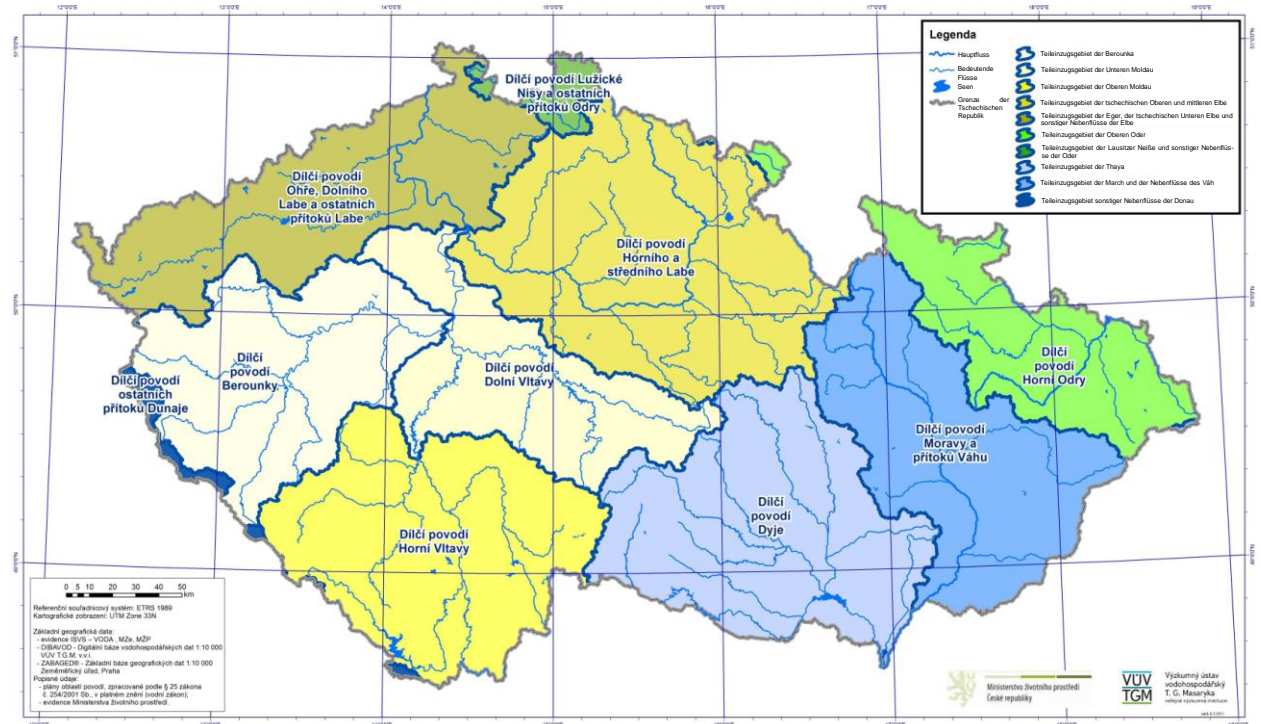 12°0'0"E
13°0'0"E
14°0'0"E
15°0'0"E
16°0'0"E
17°0'0"E
18°0'0"E
51°0'0"N
50°0'0"N
Legenda
Hauptfluss
Bedeutende
Flüsse
Seen
Grenze der
Tschechischen
Republik
Teileinzugsgebiet der Berounka
Teileinzugsgebiet der Unteren Moldau
Teileinzugsgebiet der Oberen Moldau
Teileinzugsgebiet der tschechischen Oberen und mittleren Elbe
Teileinzugsgebiet der Eger, der tschechischen Unteren Elbe und
sonstiger Nebenflüsse der Elbe
Teileinzugsgebiet der Oberen Oder
Teileinzugsgebiet der Lausitzer Neiße und sonstiger Nebenflüs-
se der Oder
Teileinzugsgebiet der Thaya
Teileinzugsgebiet der March und der Nebenflüsse des Váh
Teileinzugsgebiet sonstiger Nebenflüsse der Donau
Dílčí povodí Lužické
Nisy a ostatních
přítoků Odry
Dílčí povodí
Ohře, Dolního
Labe a ostatních
přítoků Labe
Dílčí povodí
Horního a
středního Labe
Dílčí
povodí
Berounky
Dílčí povodí
Dolní Vltavy
Dílčí
povodí
Horní Odry
Dílčí povodí
ostatních
přítoků Dunaje
Dílčí povodí
Moravy a
přítoků Váhu
Dílčí
povodí
Dyje
Dílčí povodí
Horní Vltavy
0 5 10 20 30 40 50
km
Referenční souřadnicový systém: ETRS 1989
Kartografické zobrazení: UTM Zone 33N
Základní geografická data:
- evidence ISVS – VODA , MZe, MŽP
- DIBAVOD - Digitální báze vodohospodářských dat 1:10 000
VÚV T.G.M. v.v.i.
- ZABAGED® - Základní báze geografických dat 1:10 000
Zeměměřický úřad, Praha
Popisné údaje:
- plány oblastí povodí, zpracované podle § 25 zákona
č. 254/2001 Sb., v platném znění (vodní zákon);
- evidence Ministerstva životního prostředí.
Ministerstvo životního prostředí
České republiky
VÚV
TGM
Výzkumný ústav
vodohospodářský
T. G. Masaryka
veřejná výzkumná instituce